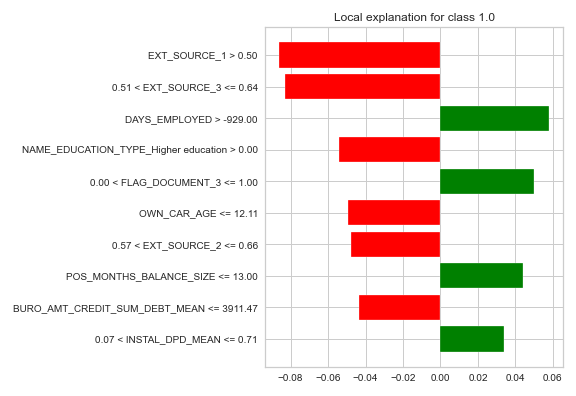 Local explanation for class 1.0
EXT_SOURCE_1 > 0.50
0.51 < EXT_SOURCE_3 <= 0.64
DAYS_EMPLOYED > -929.00
NAME_EDUCATION_TYPE_Higher education > 0.00
0.00 < FLAG_DOCUMENT_3 <= 1.00
OWN_CAR_AGE <= 12.11
0.57 < EXT_SOURCE_2 <= 0.66
POS_MONTHS_BALANCE_SIZE <= 13.00
BURO_AMT_CREDIT_SUM_DEBT_MEAN <= 3911.47
0.07 < INSTAL_DPD_MEAN <= 0.71
−0.08 −0.06 −0.04 −0.02 0.00 0.02 0.04 0.06